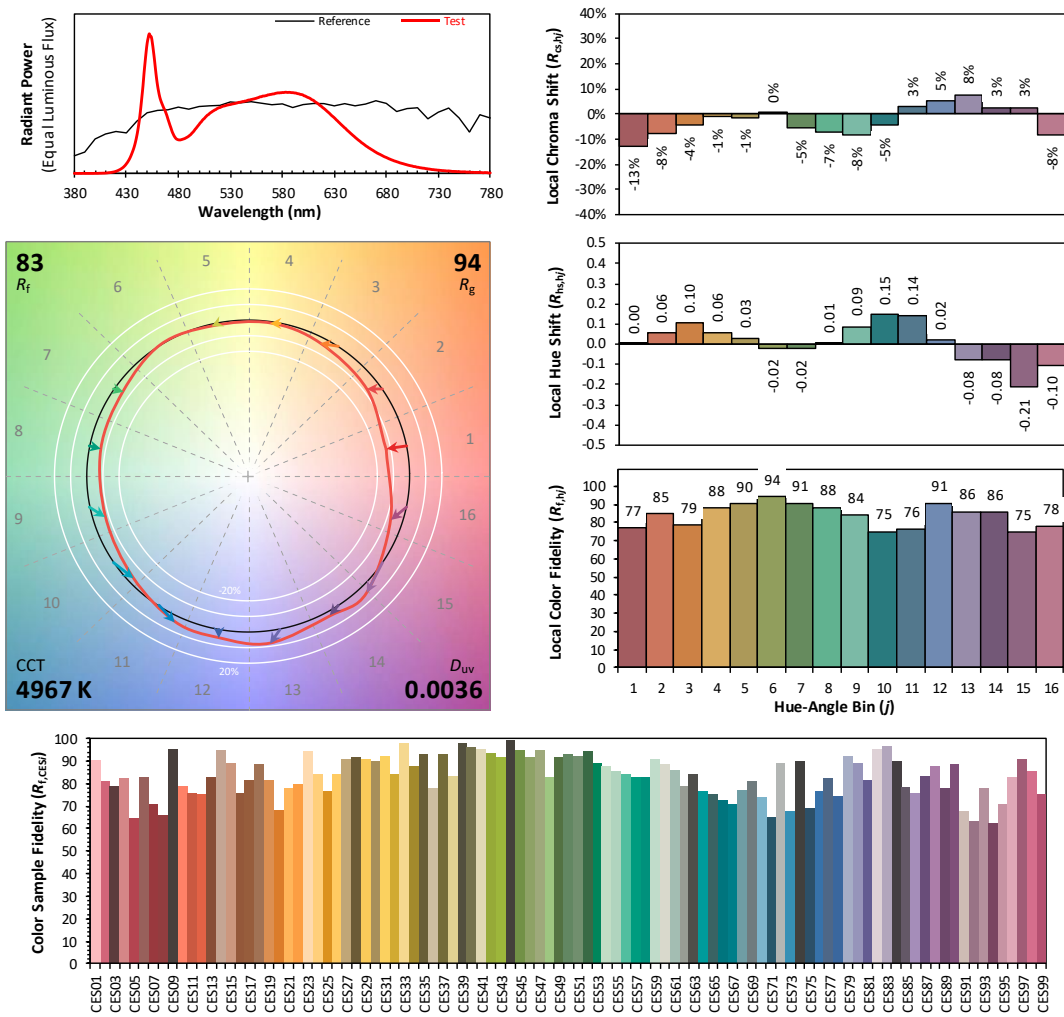 Reference
Test
Radiant Power
(Equal Luminous Flux)
380 430 480 530 580 630 680 730 780
Wavelength (nm)
Local Chroma Shift (Rcs,hj)
40%
30%
20%
10%
0%
-10%
-20%
-30%
-40%
-13% -8% -4% -1% -1% 0% -5% -7% -8% -5% 3% 5% 8% 3% 3% -8%
83
Rf
94
Rg
5 4
6 3
7 2
8 1
9 16
10 15
11 14
12 13
-20%
20%
CCT
4967 K
Duv
0.0036
Local Hue Shift (Rhs,hj)
0.5
0.4
0.3
0.2
0.1
0.0
-0.1
-0.2
-0.3
-0.4
-0.5
0.00 0.06 0.10 0.06 0.03 -0.02 -0.02 0.01 0.09 0.15 0.14 0.02 -0.08 -0.08 -0.21 -0.10
Local Color Fidelity (Rf,hj)
100
90
80
70
60
50
40
30
20
10
0
77 85 79 88 90 94 91 88 84 75 76 91 86 86 75 78
1 2 3 4 5 6 7 8 9 10 11 12 13 14 15 16
Hue-Angle Bin (j)
Color Sample Fidelity (Rf,CESi)
100
90
80
70
60
50
40
30
20
10
0
CES01 CES03 CES05 CES07 CES09 CES11 CES13 CES15 CES17 CES19 CES21 CES23 CES25 CES27 CES29 CES31 CES33 CES35 CES37 CES39 CES41 CES43 CES45 CES47 CES49 CES51 CES53 CES55 CES57 CES59 CES61 CES63 CES65 CES67 CES69 CES71 CES73 CES75 CES77 CES79 CES81 CES83 CES85 CES87 CES89 CES91 CES93 CES95 CES97 CES99